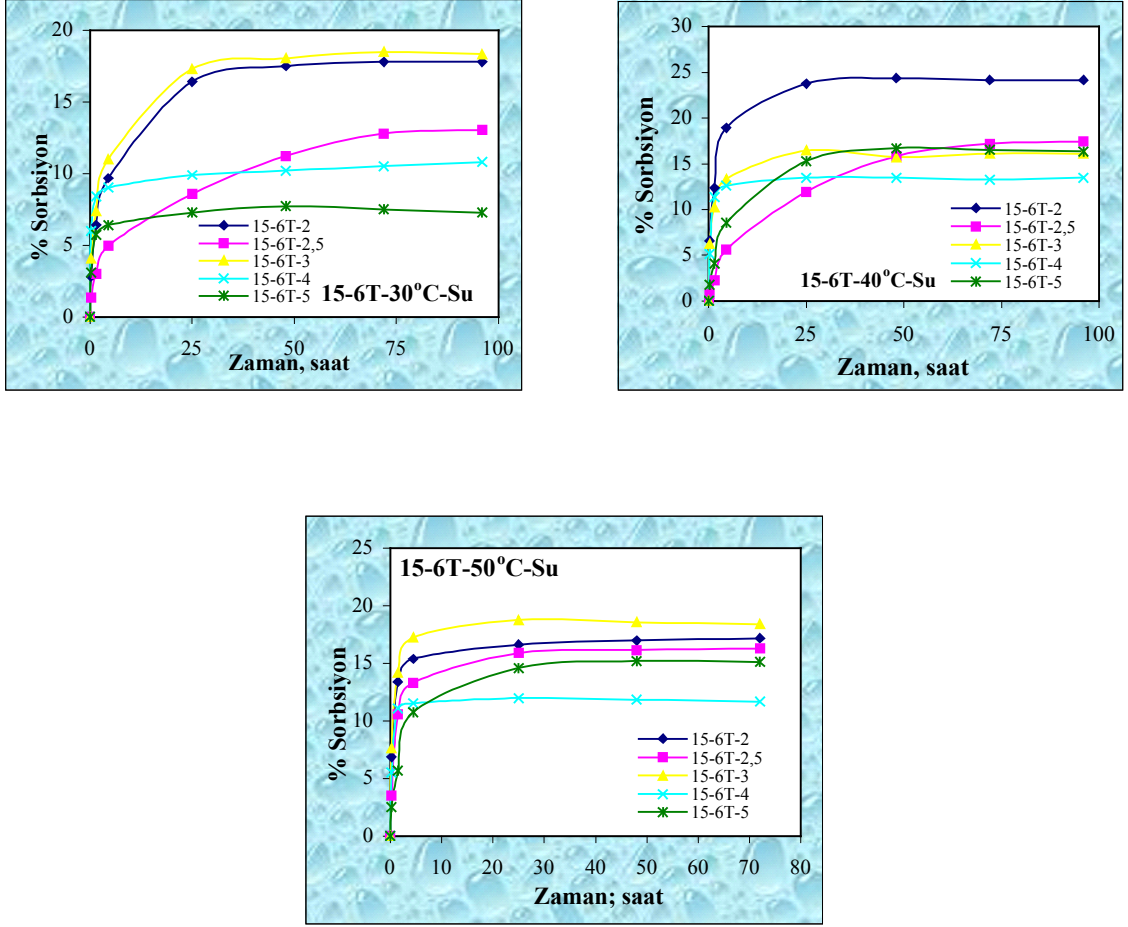 20
15
10
5
0
% Sorbsiyon
15-6T-2
15-6T-2,5
15-6T-3
15-6T-4
15-6T-5
15-6T-30°C-Su
0 25 50 75 100
Zaman, saat
30
25
20
15
10
5
0
% Sorbsiyon
15-6T-2
15-6T-2,5
15-6T-3
15-6T-4
15-6T-5
15-6T-40°C-Su
0 25 50 75 100
Zaman, saat
15-6T-50°C-Su
25
20
15
10
5
0
% Sorbsiyon
15-6T-2
15-6T-2,5
15-6T-3
15-6T-4
15-6T-5
0 10 20 30 40 50 60 70 80
Zaman; saat